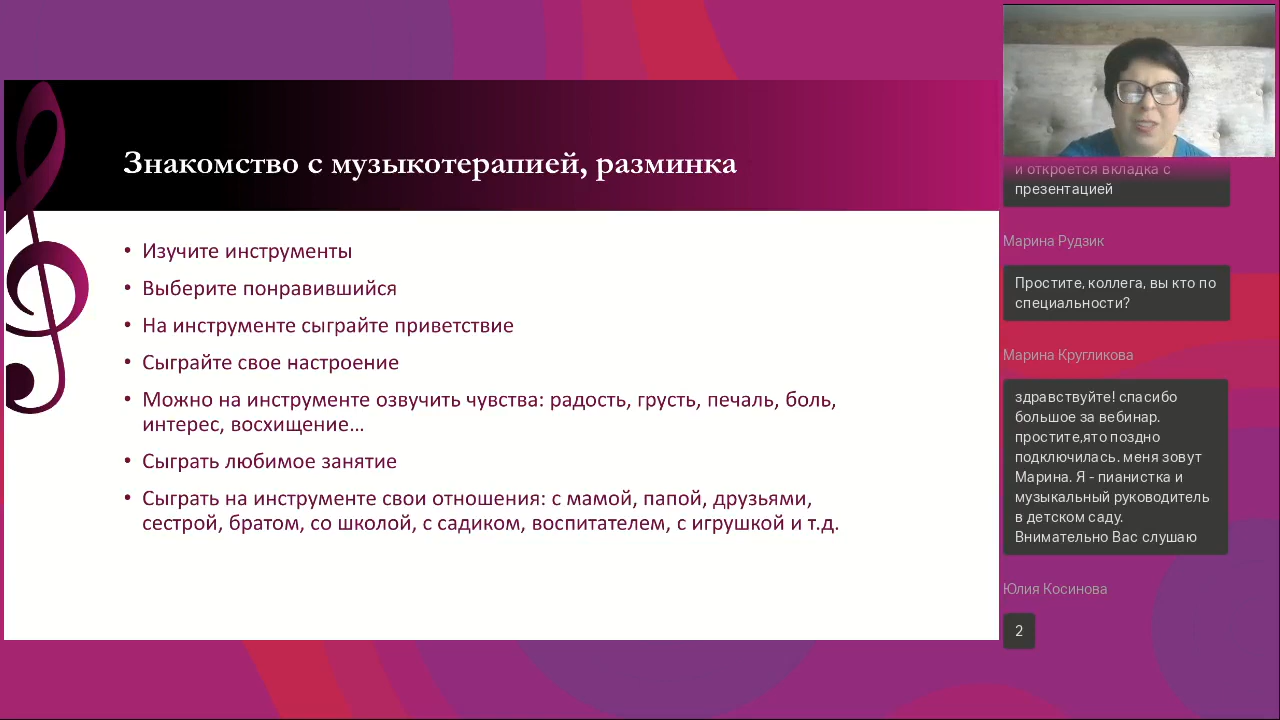 Знакомство с музыкотерапией, разминка
• Изучите инструменты
• Выберите понравившийся
• На инструменте сыграйте приветствие
• Сыграйте свое настроение
• Можно на инструменте озвучить чувства: радость, грусть, печаль, боль,
интерес, восхищение…
• Сыграть любимое занятие
• Сыграть на инструменте свои отношения: с мамой, папой, друзьями,
сестрой, братом, со школой, с садиком, воспитателем, с игрушкой и т.д.
и откроется вкладка с
презентацией
Марина Рудзик
Простите, коллега, вы кто по
специальности?
Марина Кругликова
здравствуйте! спасибо
большое за вебинар.
простите,ято поздно
подключилась. меня зовут
Марина. Я - пианистка и
музыкальный руководитель
в детском саду.
Внимательно Вас слушаю
Юлия Косинова
2